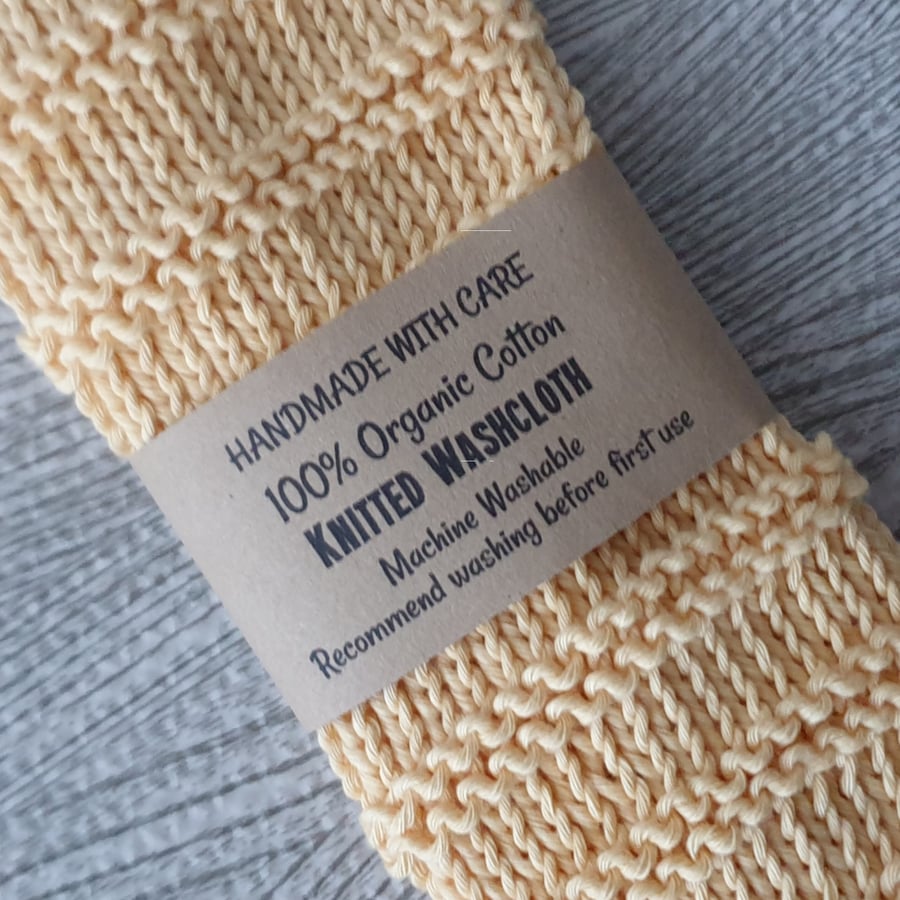 HANDMADE WITH CARE
100% Organic Cotton
KNITTED WASHCLOTH
Machine Washable
Recommend washing before first use